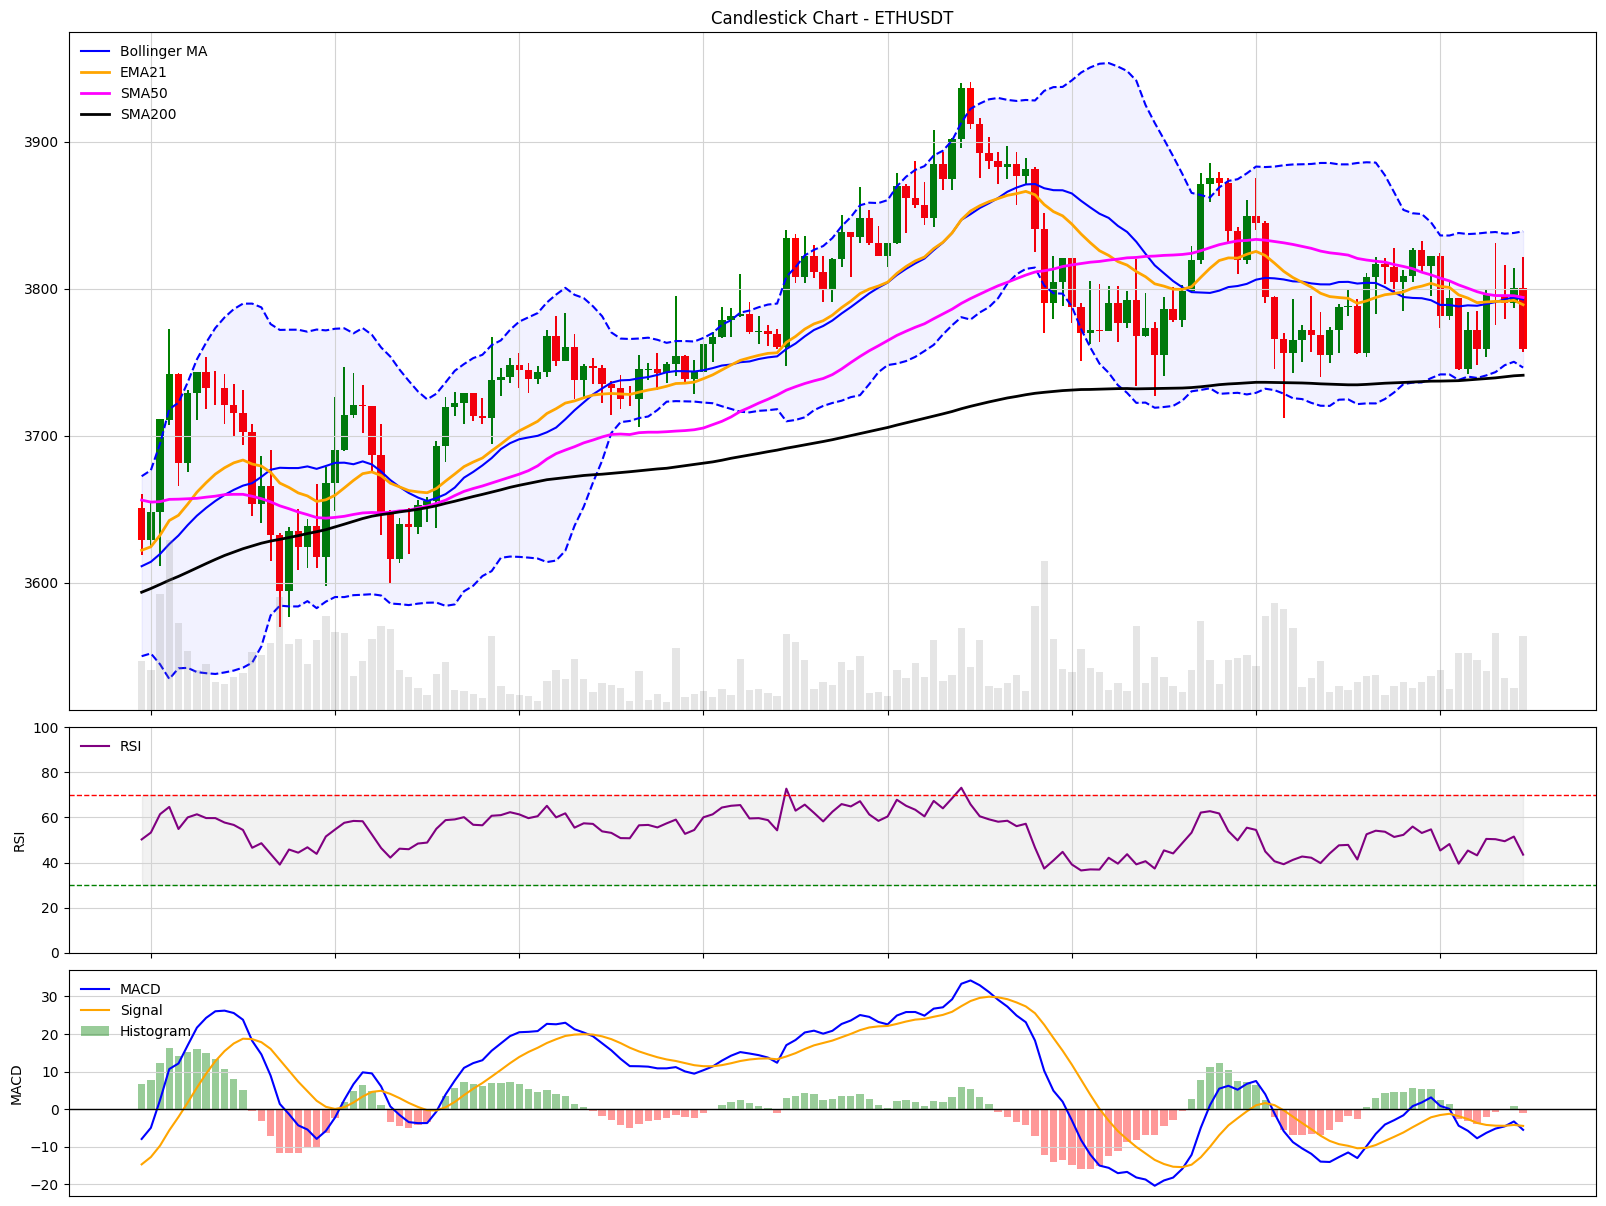 Candlestick Chart - ETHUSDT
Bollinger MA
EMA21
SMA50
SMA200
3900
3800
3700
3600
RSI
100
80
60
40
20
0
RSI
MACD
Signal
Histogram
30
20
10
0
−10
−20
MACD